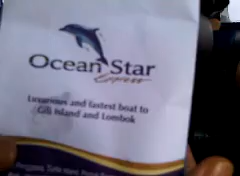 Ocean Star
Express
Luxurious and fastest boat to
Gili Island and Lombok